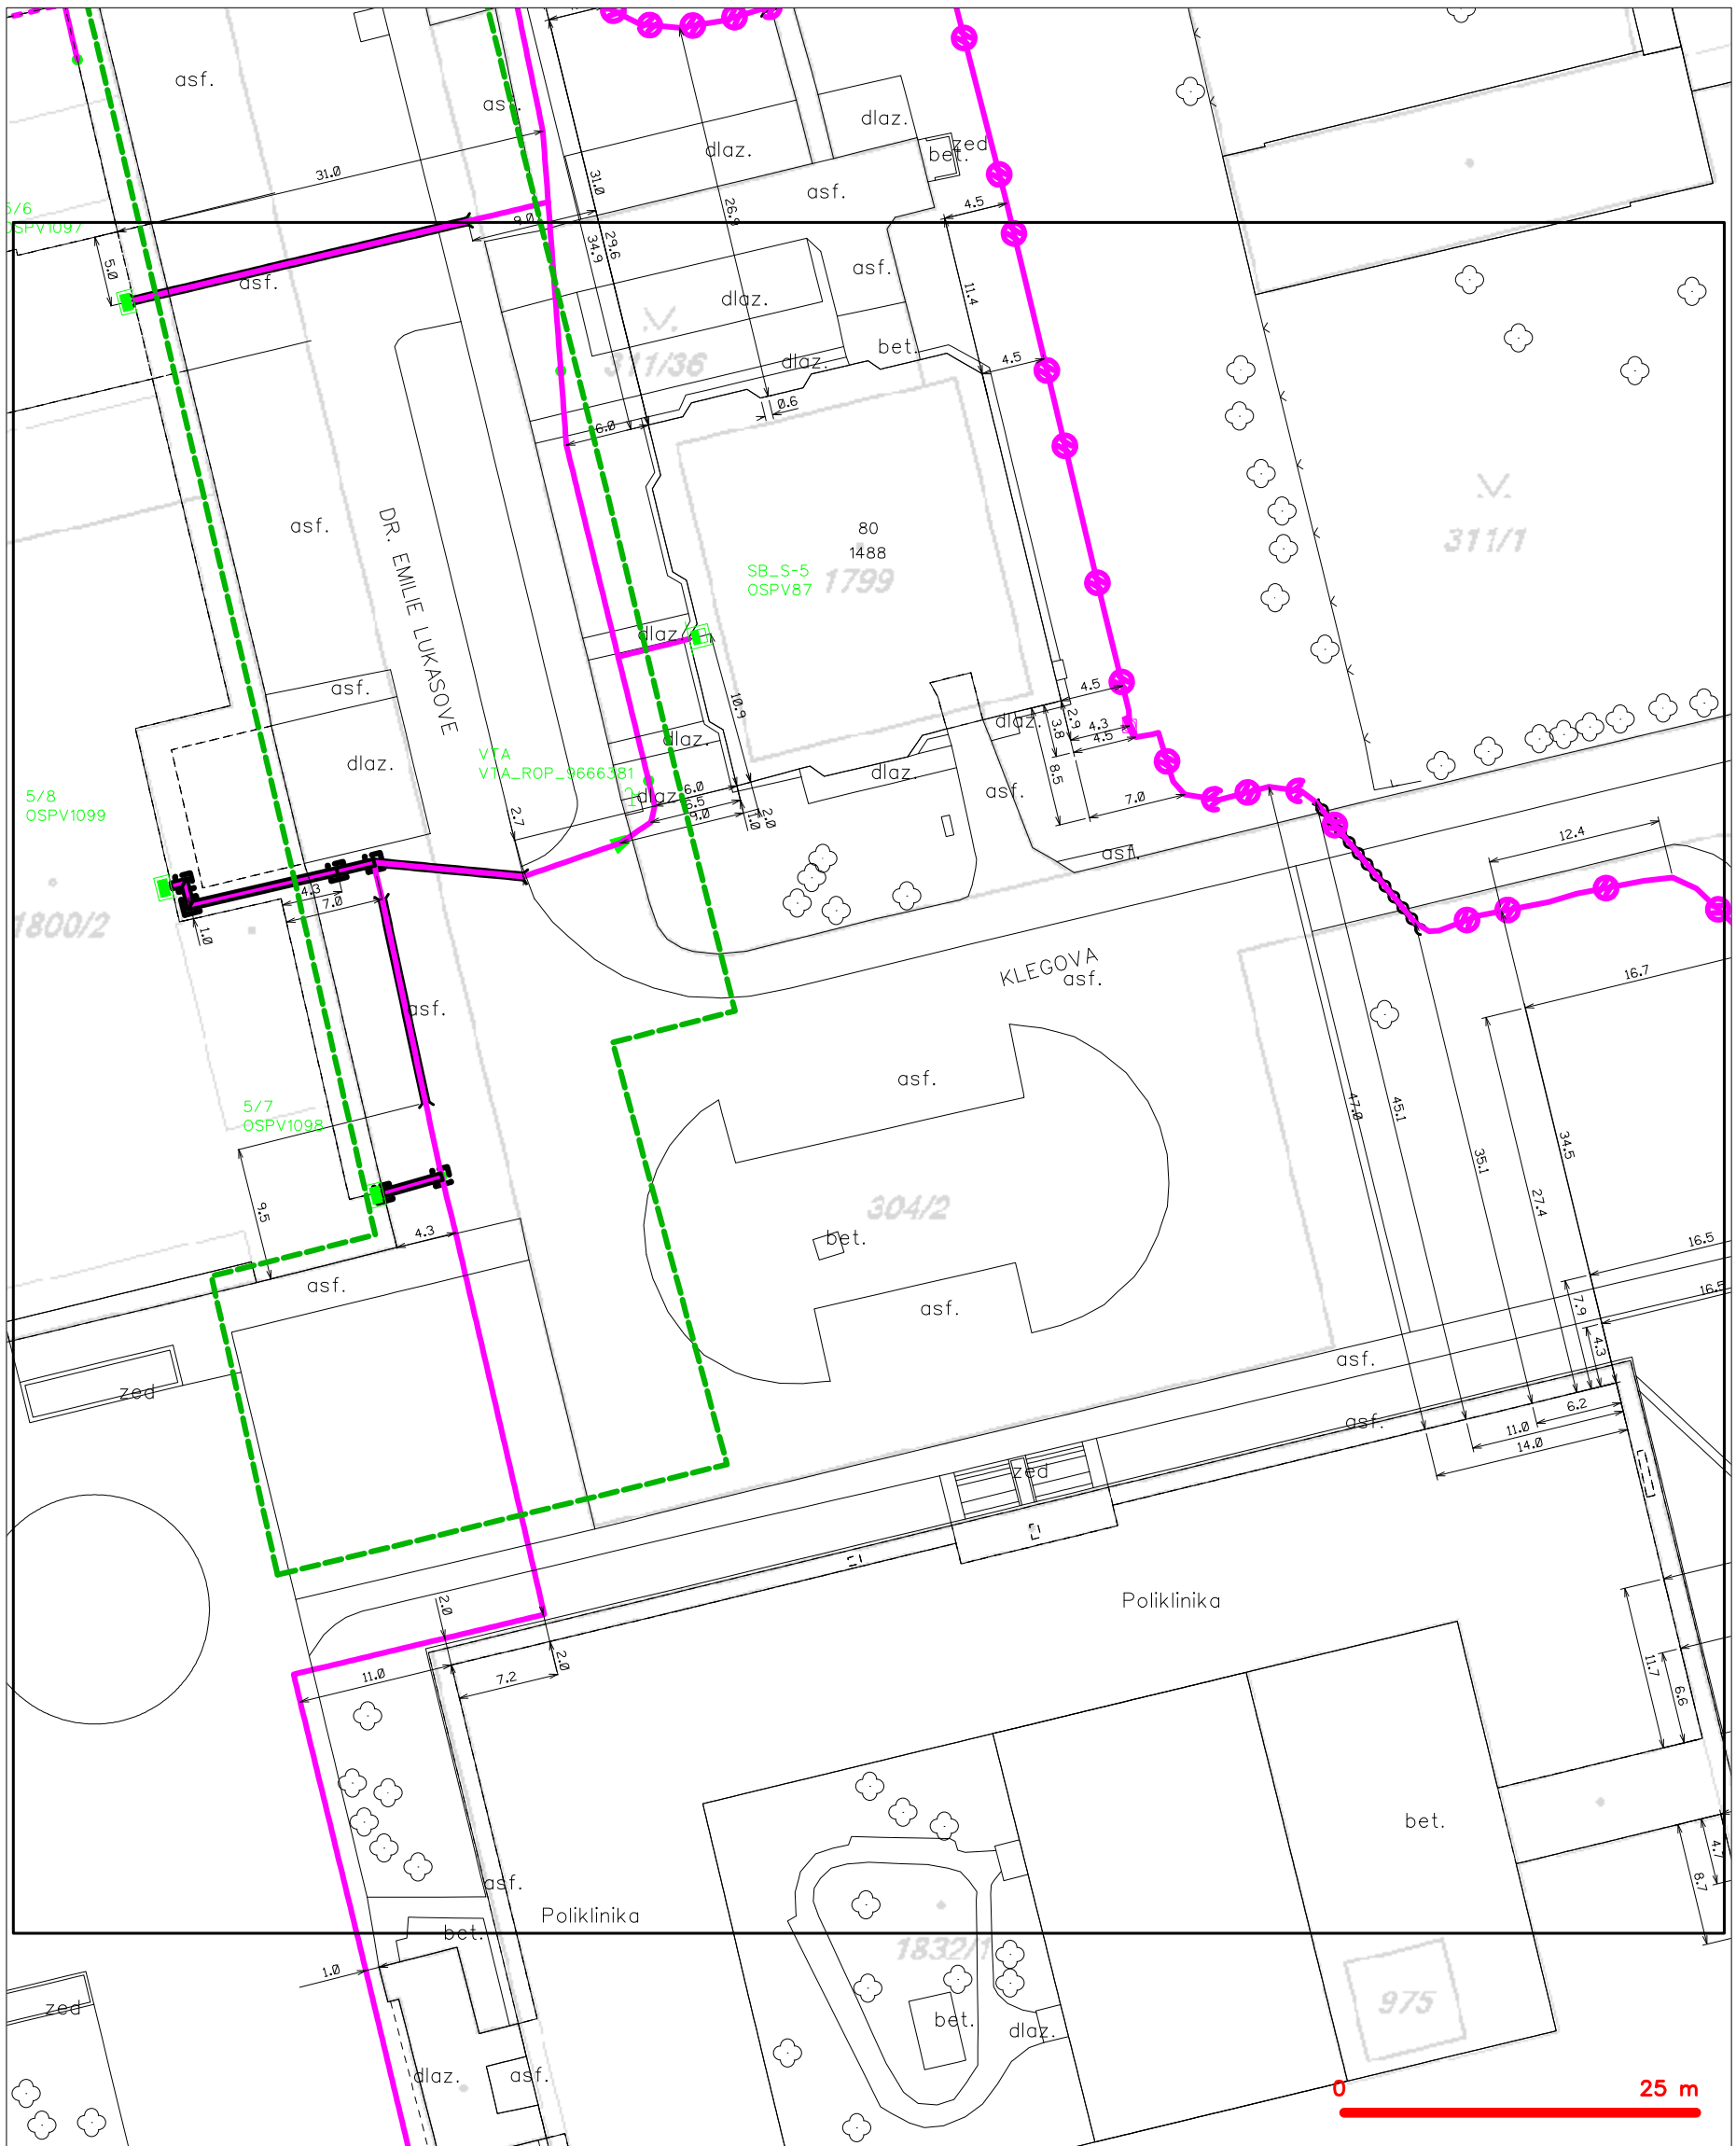 asf.
asf.
dlaz.
dlaz.
zed
bet.
31.0
31.0
26.9
asf.
4.5
5/6
OSPV1097
9.0
34.9
29.6
5.0
asf.
asf.
dlaz.
11.4
311/36
dlaz.
bet.
4.5
0.6
6.0
asf.
DR. EMILIE LUKASOVE
80
1488
1799
SB_S-5
OSPV87
311/1
dlaz.
asf.
10.9
4.5
dlaz.
2.9
3.8
4.3
4.5
dlaz.
VTA
VTA_ROP_9666381
dlaz.
dlaz.
8.5
5/8
OSPV1099
dlaz.
6.0
6.5
9.0
1.0
2.0
2.7
asf.
7.0
12.4
asf.
4.3
7.0
1.0
1800/2
KLEGOVA
asf.
16.7
asf.
asf.
5/7
OSPV1098
47.0
45.1
35.1
34.5
27.4
9.5
304/2
4.3
bet.
16.5
asf.
asf.
7.9
16.5
4.3
asf.
zed
asf.
6.2
11.0
14.0
zed
2.0
Poliklinika
2.0
11.0
7.2
11.7
6.6
bet.
4.7
8.7
asf.
Poliklinika
bet.
1832/1
1.0
975
zed
bet.
dlaz.
dlaz.
asf.
0
25 m